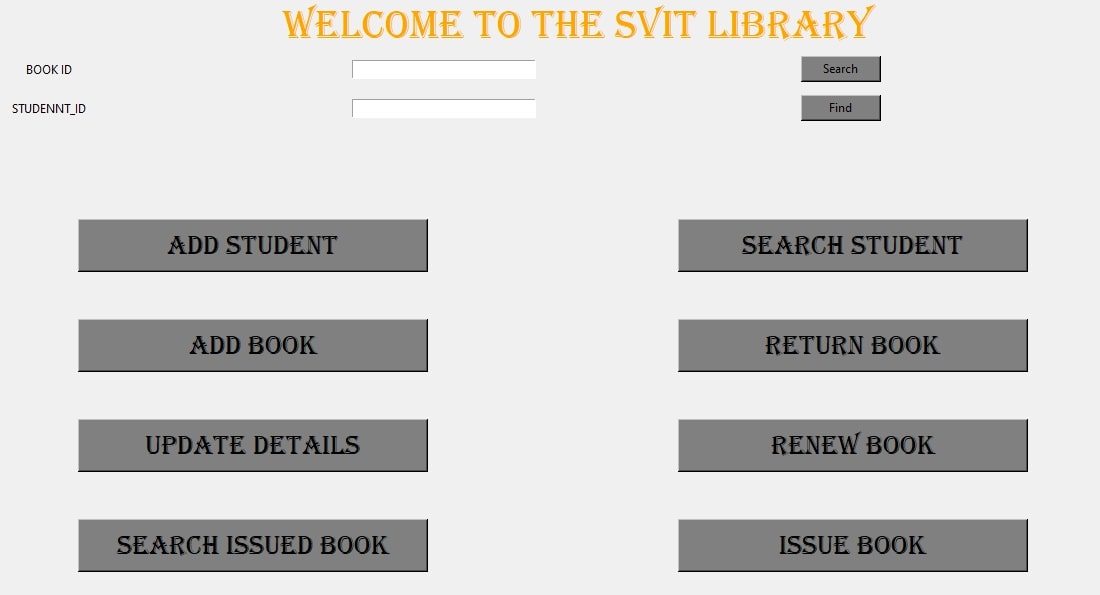 WELCOME TO THE SVIT LIBRARY
BOOK ID Search
STUDENNT_ID Find
ADD STUDENT SEARCH STUDENT
ADD BOOK RETURN BOOK
UPDATE DETAILS RENEW BOOK
SEARCH ISSUED BOOK ISSUE BOOK